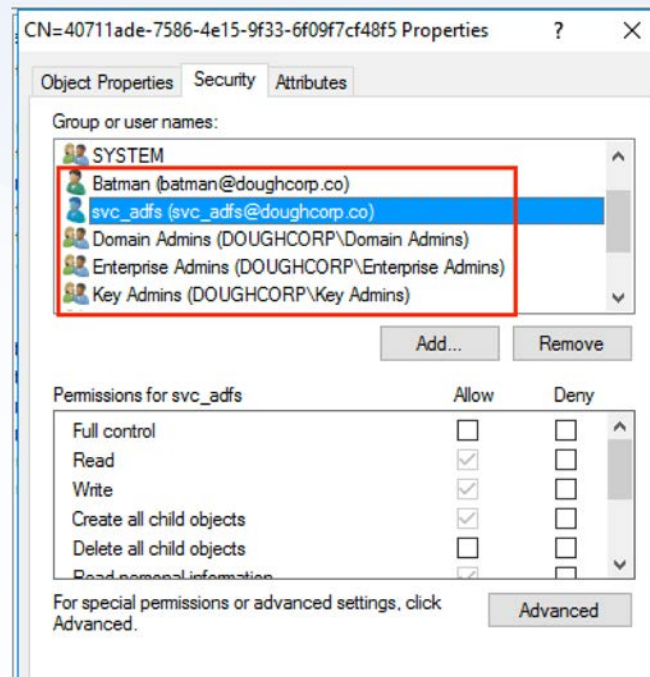 CN=40711ade-7586-4e15-9f33-6f09f7cf48f5 Properties ? ×
Object Properties Security Attributes
Group or user names:
SYSTEM
Batman (batman@doughcorp.co)
svc_adfs (svc_adfs@doughcorp.co)
Domain Admins (DOUGHCORP\Domain Admins)
Enterprise Admins (DOUGHCORP\Enterprise Admins)
Key Admins (DOUGHCORP\Key Admins)
Add... Remove
Permissions for svc_adfs Allow Deny
Full control
Read
Write
Create all child objects
Delete all child objects
Read personal information
For special permissions or advanced settings, click
Advanced.
Advanced